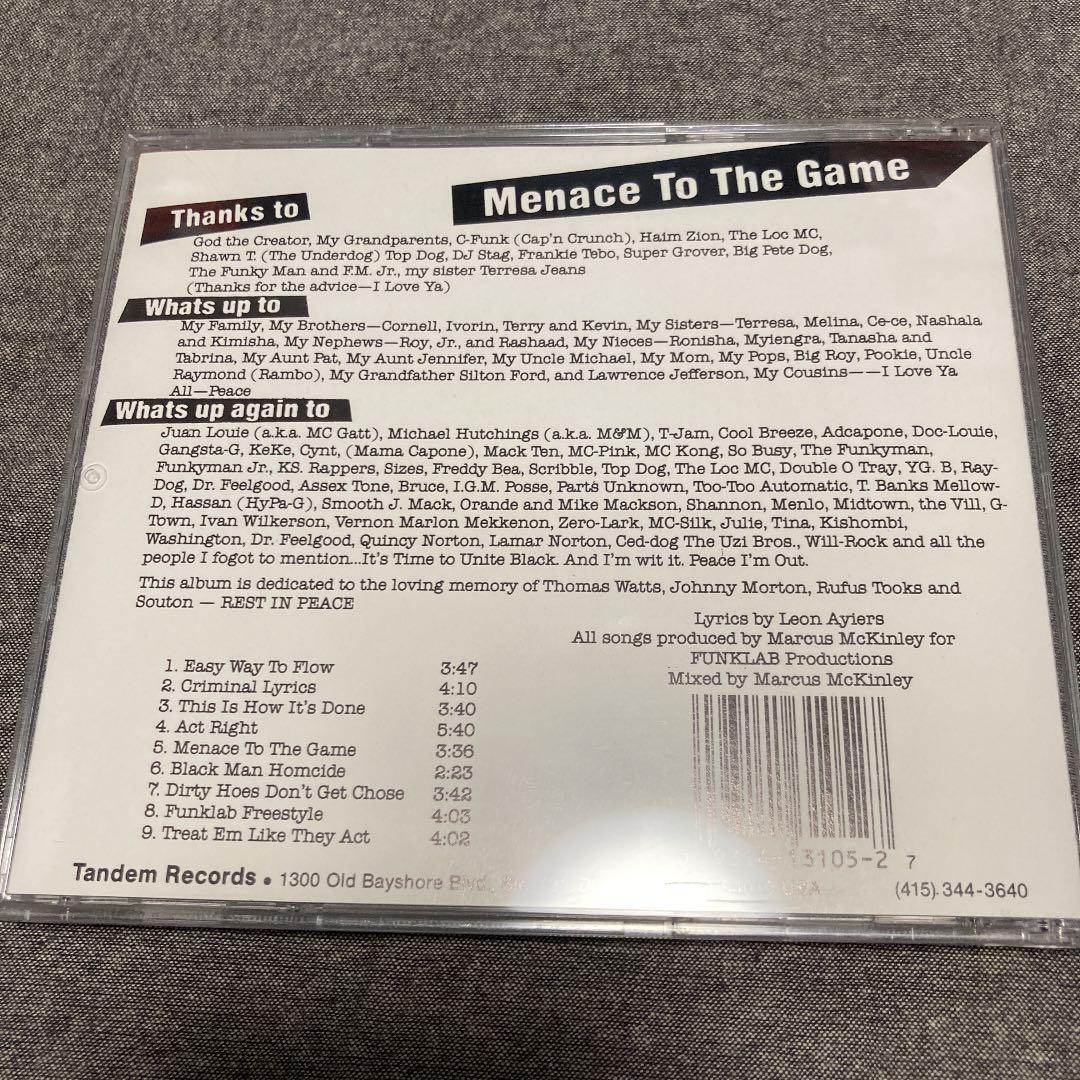 Menace To The Game
Thanks to
God the Creator, My Grandparents, C-Funk (Cap'n Crunch), Haim Zion, The Loc MC,
Shawn T. (The Underdog) Top Dog, DJ Stag, Frankie Tebo, Super Grover, Big Pete Dog,
The Funky Man and F.M. Jr., my sister Terresa Jeans
(Thanks for the advice—I Love Ya)
Whats up to
My Family, My Brothers—Cornell, Ivorin, Terry and Kevin, My Sisters—Terresa, Melina, Ce-ce, Nashala
and Kimisha, My Nephews—Roy, Jr., and Rashaad, My Nieces—Ronisha, Myiengra, Tanasha and
Tabrina, My Aunt Pat, My Aunt Jennifer, My Uncle Michael, My Mom, My Pops, Big Roy, Pookie, Uncle
Raymond (Rambo), My Grandfather Silton Ford, and Lawrence Jefferson, My Cousins——I Love Ya
All—Peace
Whats up again to
Juan Louie (a.k.a. MC Gatt), Michael Hutchings (a.k.a. M&M), T-Jam, Cool Breeze, Adcapone, Doc-Louie,
Gangsta-G, KeKe, Cynt, (Mama Capone), Mack Ten, MC-Pink, MC Kong, So Busy, The Funkyman,
Funkyman Jr., KS. Rappers, Sizes, Freddy Bea, Scribble, Top Dog, The Loc MC, Double O Tray, YG. B, Ray-
Dog, Dr. Feelgood, Assex Tone, Bruce, I.G.M. Posse, Parts Unknown, Too-Too Automatic, T. Banks Mellow-
D, Hassan (HyPa-G), Smooth J. Mack, Orande and Mike Mackson, Shannon, Menlo, Midtown, the Vill, G-
Town, Ivan Wilkerson, Vernon Marlon Mekkenon, Zero-Lark, MC-Silk, Julie, Tina, Kishombi,
Washington, Dr. Feelgood, Quincy Norton, Lamar Norton, Ced-dog The Uzi Bros., Will-Rock and all the
people I fogot to mention...It's Time to Unite Black. And I'm wit it. Peace I'm Out.
This album is dedicated to the loving memory of Thomas Watts, Johnny Morton, Rufus Tooks and
Souton — REST IN PEACE
Lyrics by Leon Ayiers
All songs produced by Marcus McKinley for
FUNKLAB Productions
Mixed by Marcus McKinley
1. Easy Way To Flow 3:47
2. Criminal Lyrics 4:10
3. This Is How It's Done 3:40
4. Act Right 5:40
5. Menace To The Game 3:36
6. Black Man Homcide 2:23
7. Dirty Hoes Don't Get Chose 3:42
8. Funklab Freestyle 4:03
9. Treat Em Like They Act 4:02
13105-2 7
Tandem Records • 1300 Old Bayshore Blvd. (415) 344-3640